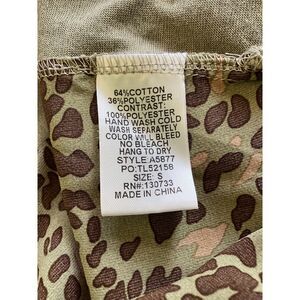 64%COTTON
36%POLYESTER
CONTRAST:
100%POLYESTER
HAND WASH COLD
WASH SEPARATELY
COLOR WILL BLEED
NO BLEACH
HANG TO DRY
STYLE:A5877
PO:TL52158
SIZE: S
RN#:130733
MADE IN CHINA